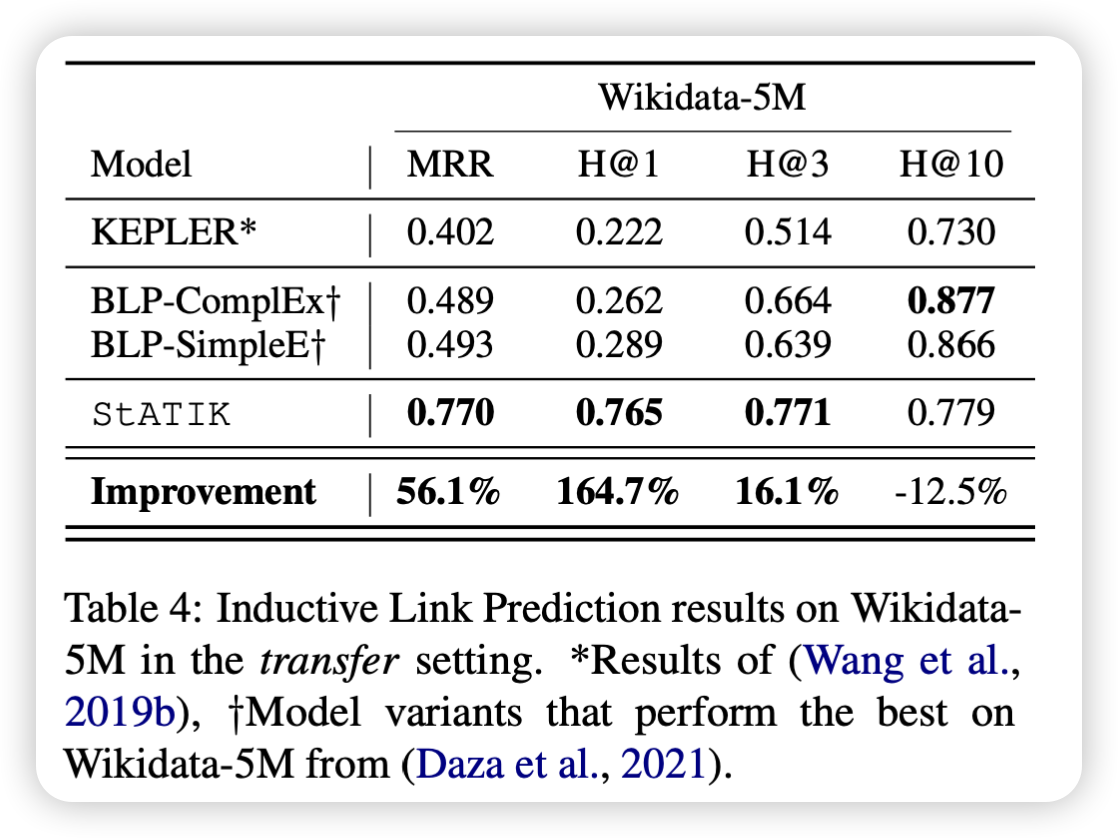 Wikidata-5M
Model | MRR H@1 H@3 H@10
KEPLER* | 0.402 0.222 0.514 0.730
BLP-ComplEx† | 0.489 0.262 0.664 0.877
BLP-SimpleE† | 0.493 0.289 0.639 0.866
StATIK | 0.770 0.765 0.771 0.779
Improvement | 56.1% 164.7% 16.1% -12.5%
Table 4: Inductive Link Prediction results on Wikidata-
5M in the transfer setting. *Results of (Wang et al.,
2019b), †Model variants that perform the best on
Wikidata-5M from (Daza et al., 2021).